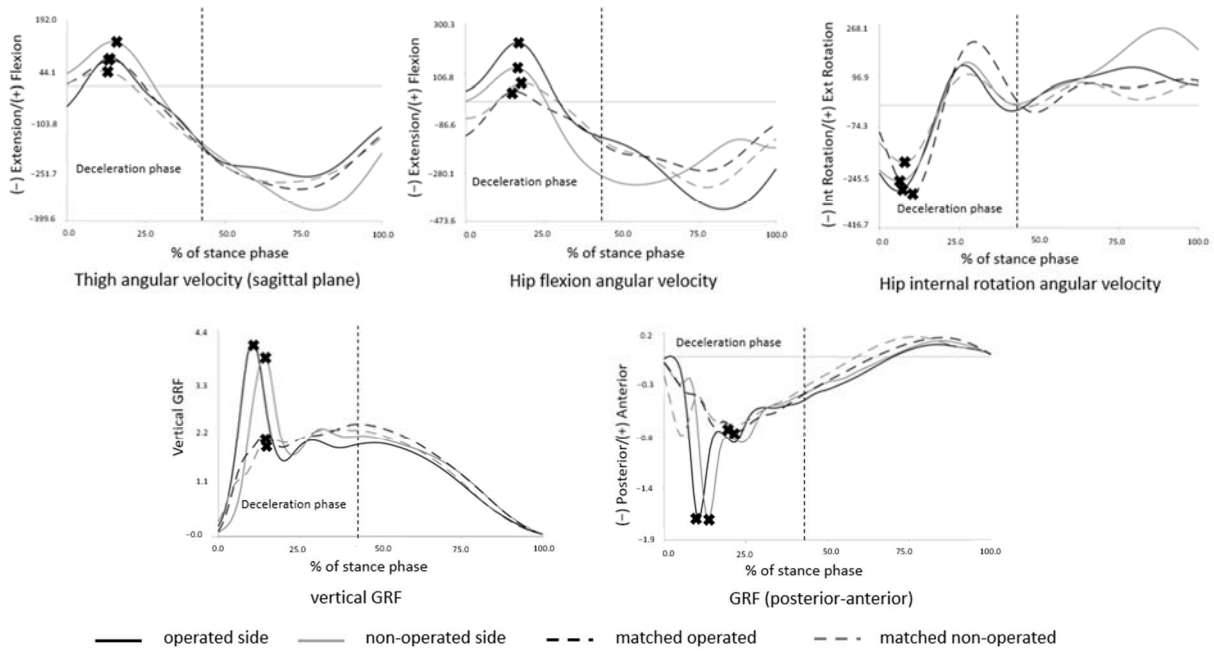 192.0
44.1
−103.8
−251.7
−399.6
(−) Extension/(+) Flexion
Deceleration phase
0.0 25.0 50.0 75.0 100.0
% of stance phase
Thigh angular velocity (sagittal plane)
300.3
106.8
−86.6
−280.1
−473.6
(−) Extension/(+) Flexion
Deceleration phase
0.0 25.0 50.0 75.0 100.0
% of stance phase
Hip flexion angular velocity
268.1
96.9
−74.3
−245.5
−416.7
(−) Int Rotation/(+) Ext Rotation
Deceleration phase
0.0 25.0 50.0 75.0 100.0
% of stance phase
Hip internal rotation angular velocity
4.4
3.3
2.2
1.1
−0.0
Vertical GRF
Deceleration phase
0.0 25.0 50.0 75.0 100.0
% of stance phase
vertical GRF
0.2
−0.3
−0.8
−1.4
−1.9
(−) Posterior/(+) Anterior
Deceleration phase
0.0 25.0 50.0 75.0 100.0
% of stance phase
GRF (posterior-anterior)
operated side non-operated side matched operated matched non-operated